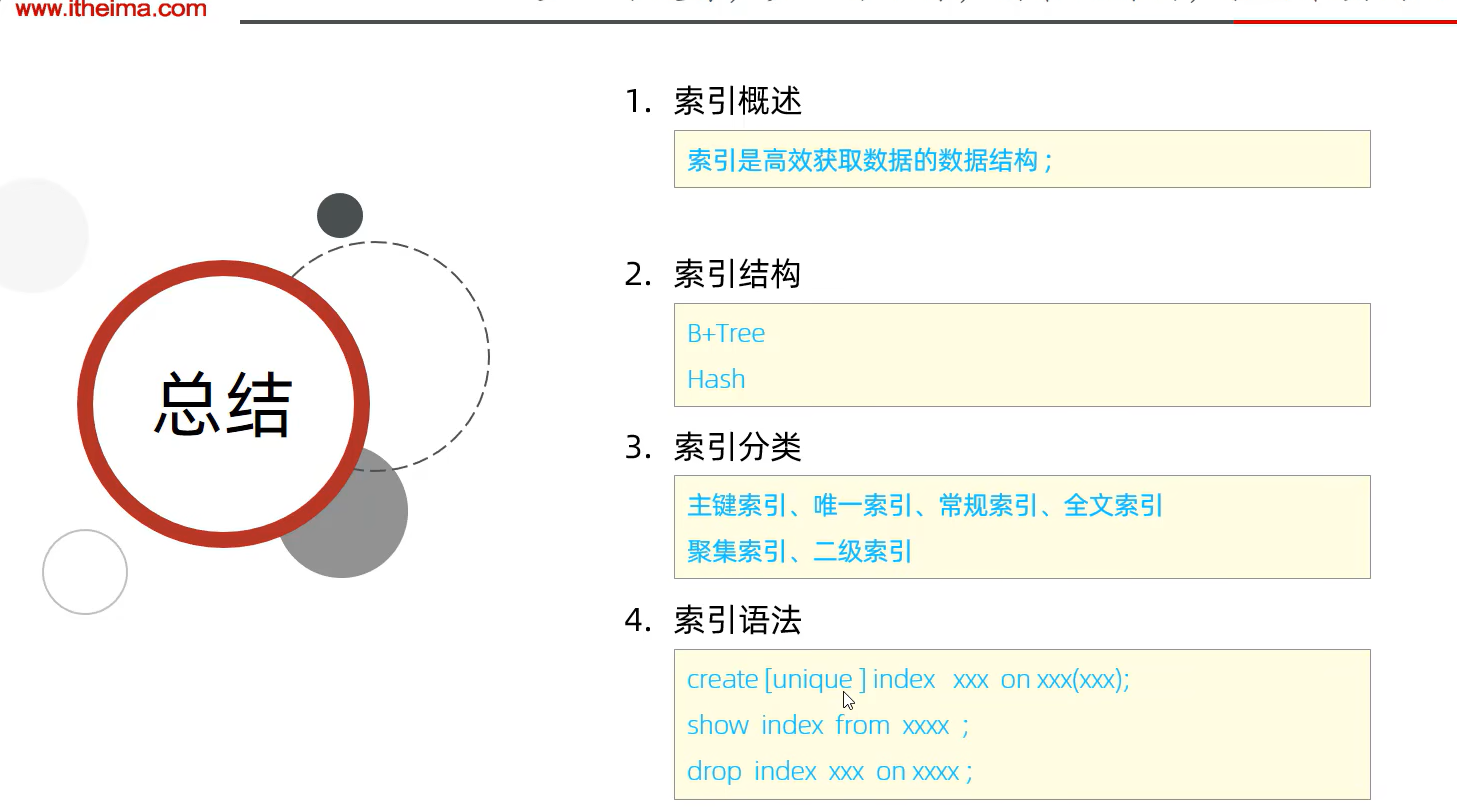 www.itheima.com
总结
1. 索引概述
索引是高效获取数据的数据结构；
2. 索引结构
B+Tree
Hash
3. 索引分类
主键索引、唯一索引、常规索引、全文索引
聚集索引、二级索引
4. 索引语法
create [unique ] index xxx on xxx(xxx);
show index from xxxx ;
drop index xxx on xxxx ;